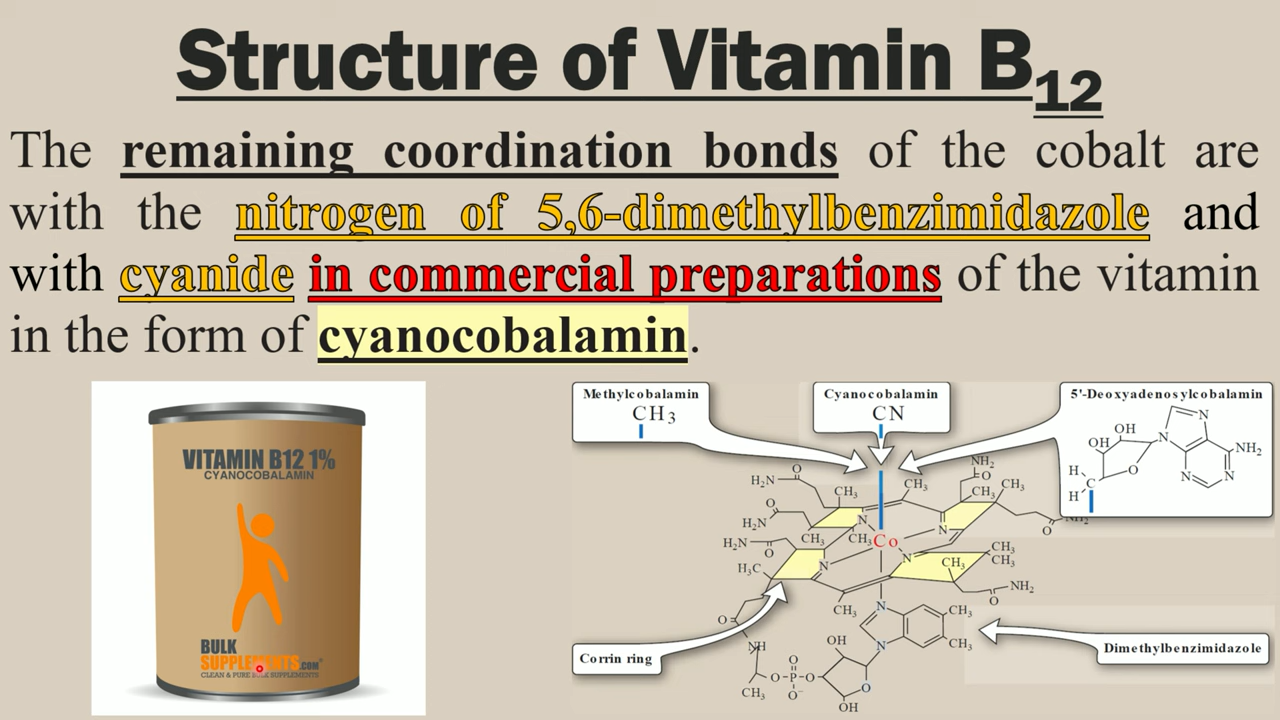 Structure of Vitamin B12
The remaining coordination bonds of the cobalt are
with the nitrogen of 5,6-dimethylbenzimidazole and
with cyanide in commercial preparations of the vitamin
in the form of cyanocobalamin.
VITAMIN B12 1%
CYANOCOBALAMIN
BULK
SUPPLEMENTS.COM®
CLEAN & PURE BULK SUPPLEMENTS
Methylcobalamin
CH3
Cyanocobalamin
CN
5'-Deoxyadenosylcobalamin
N
OH
OH
N
N
NH2
O
N
N
H
C
H
NH2
O
O
H2N
CH3
CH3
CH3
CH3
O
H2N
N
N
O
NH2
CH3
CH3
Co
H2N
O
CH3
CH3
N
N
CH3
H3C
NH2
O
CH3
N
CH3
O
OH
N
CH3
NH
Corrin ring
Dimethylbenzimidazole
O
O
P
O
O-
CH3
O
OH